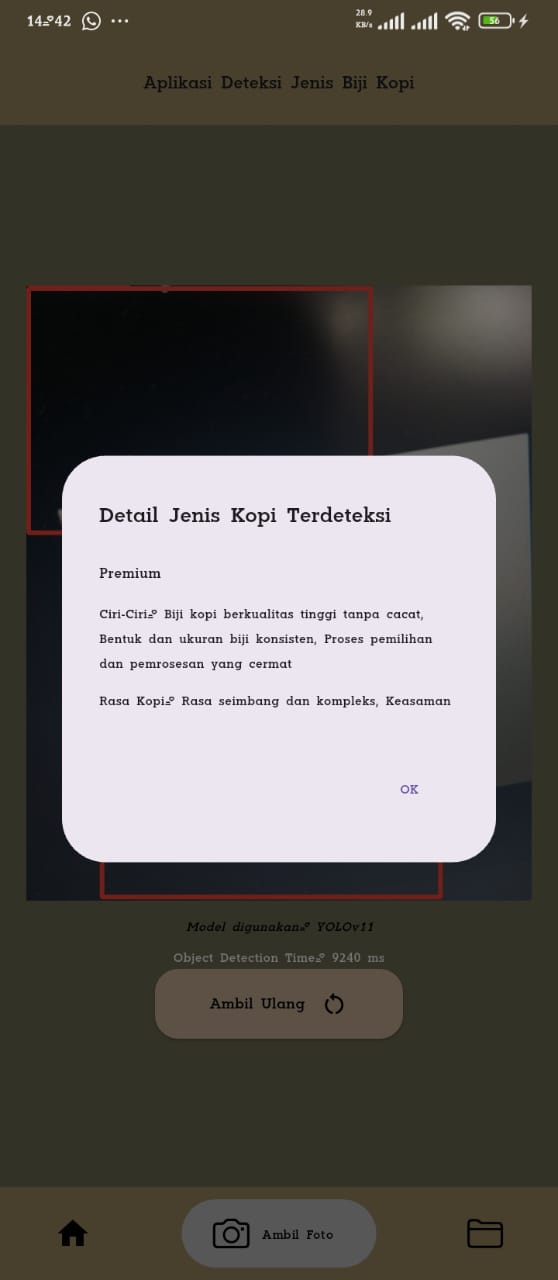 14:42
28.9
KB/s
56
Aplikasi Deteksi Jenis Biji Kopi
Detail Jenis Kopi Terdeteksi
Premium
Ciri-Ciri: Biji kopi berkualitas tinggi tanpa cacat,
Bentuk dan ukuran biji konsisten, Proses pemilihan
dan pemrosesan yang cermat
Rasa Kopi: Rasa seimbang dan kompleks, Keasaman
OK
Model digunakan: YOLOv11
Object Detection Time: 9240 ms
Ambil Ulang
Ambil Foto